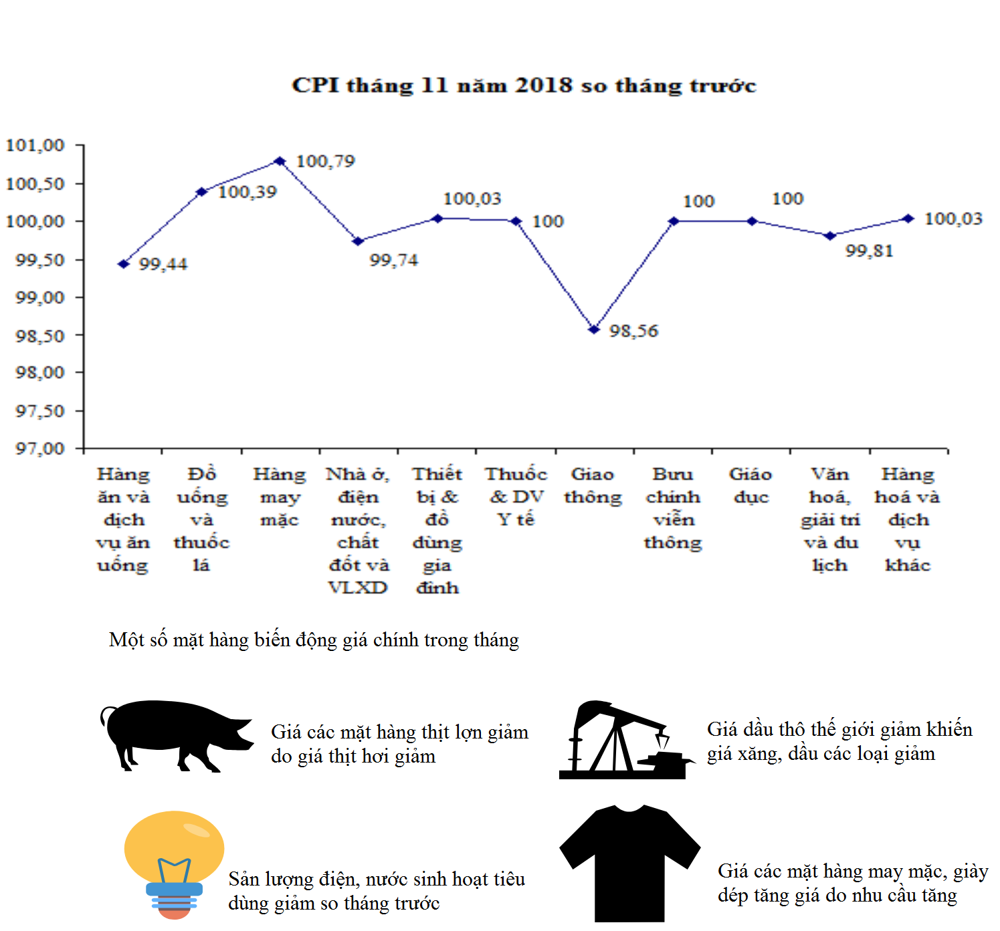 CPI tháng 11 năm 2018 so tháng trước
101,00
100,50
100,00
99,50
99,00
98,50
98,00
97,50
97,00
99,44
100,39
100,79
99,74
100,03
100
98,56
100
100
99,81
100,03
Hàng
ăn và
dịch
vụ ăn
uống
Đồ
uống
và
thuốc
lá
Hàng
may
mặc
Nhà ở,
điện
nước,
chất
đốt và
VLXD
Thiết
bị &
đồ
dùng
gia
đình
Thuốc
& DV
Y tế
Giao
thông
Bưu
chính
viễn
thông
Giáo
dục
Văn
hoá,
giải trí
và du
lịch
Hàng
hoá và
dịch
vụ
khác
Một số mặt hàng biến động giá chính trong tháng
Giá các mặt hàng thịt lợn giảm
do giá thịt hơi giảm
Giá dầu thô thế giới giảm khiến
giá xăng, dầu các loại giảm
Sản lượng điện, nước sinh hoạt tiêu
dùng giảm so tháng trước
Giá các mặt hàng may mặc, giày
dép tăng giá do nhu cầu tăng